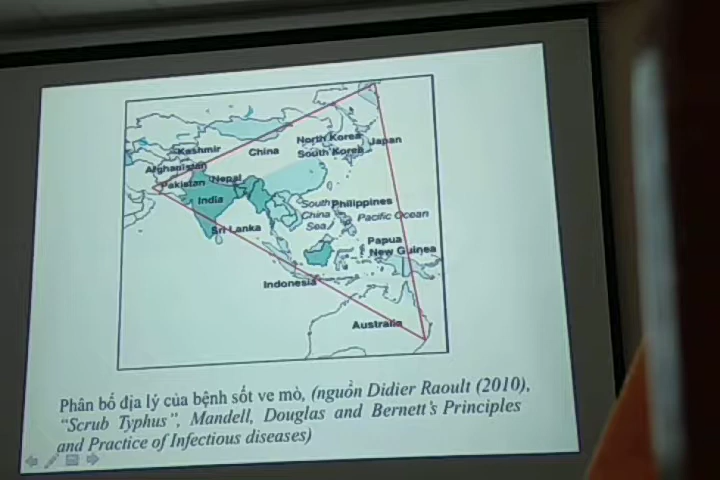 North Korea
Japan
Kashmir
China
South Korea
Afghanistan
Pakistan
Nepal
India
South Philippines
China
Pacific Ocean
Sea
Sri Lanka
Papua
New Guinea
Indonesia
Australia
Phân bố địa lý của bệnh sốt ve mò, (nguồn Didier Raoult (2010),
“Scrub Typhus”, Mandell, Douglas and Bernett’s Principles
and Practice of Infectious diseases)